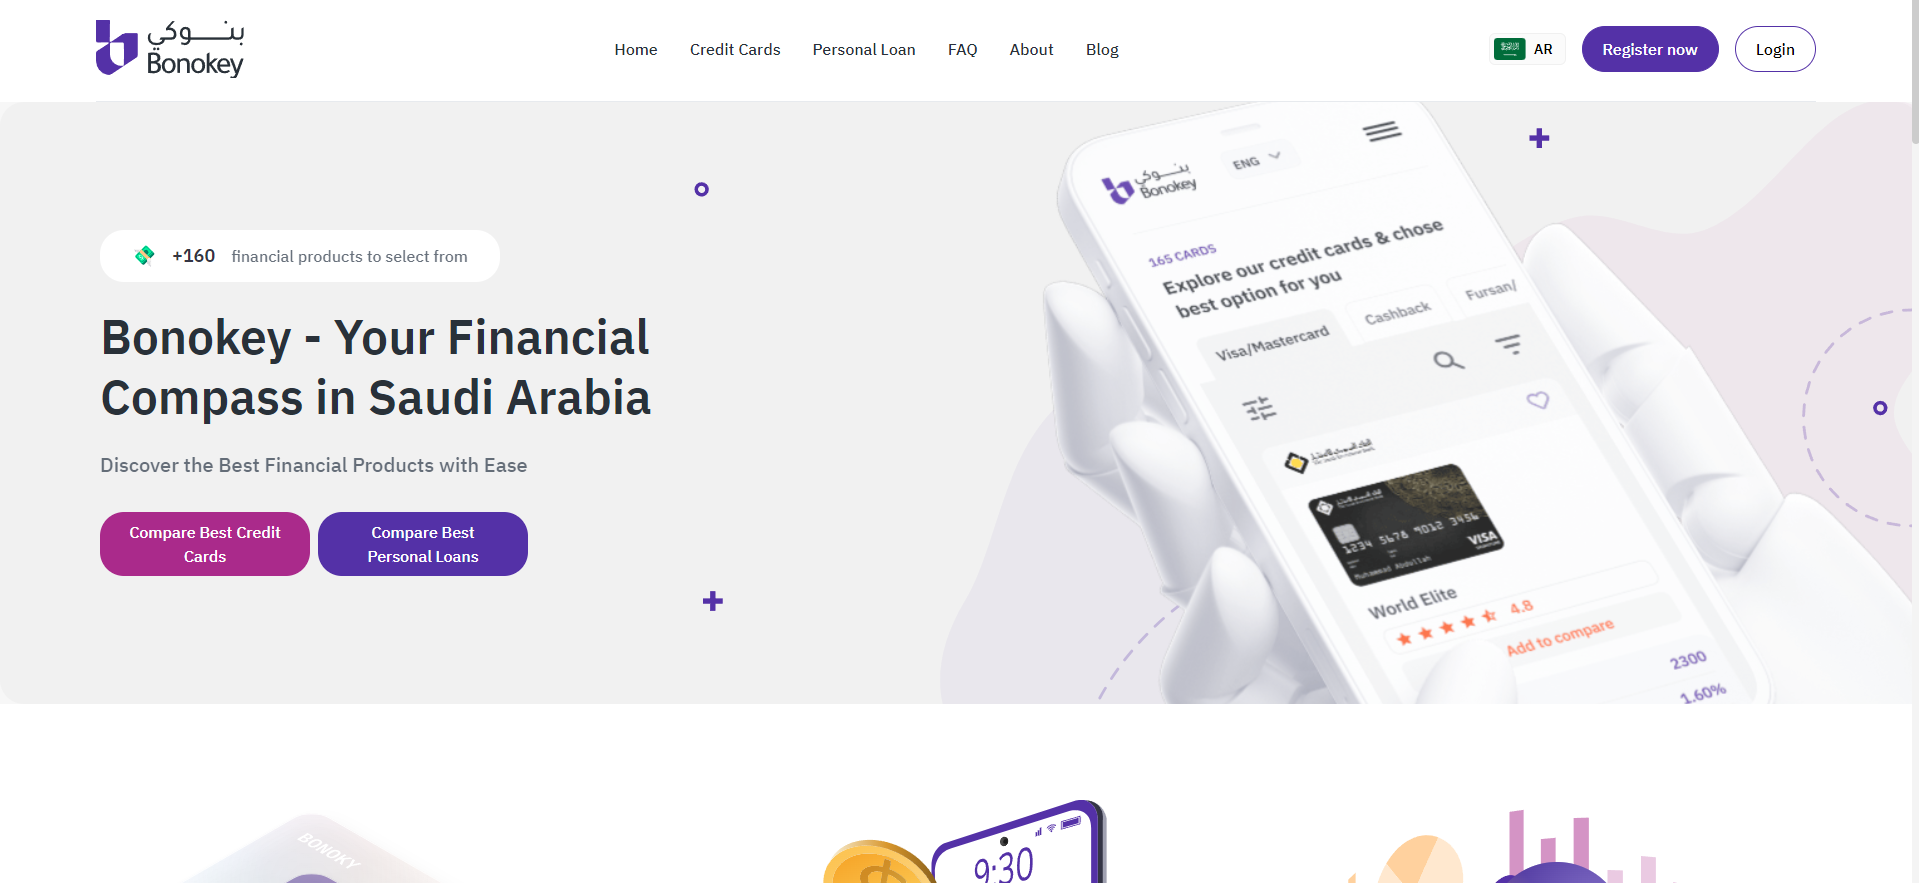 بنوكي
Bonokey
Home
Credit Cards
Personal Loan
FAQ
About
Blog
AR
Register now
Login
+160 financial products to select from
Bonokey - Your Financial
Compass in Saudi Arabia
Discover the Best Financial Products with Ease
Compare Best Credit
Cards
Compare Best
Personal Loans
بنوكي
Bonokey
ENG
165 CARDS
Explore our credit cards & chose
best option for you
Visa/Mastercard
Cashback
Fursan/
1234 5678 9012 3456
VISA
Muhammad Abdullah
World Elite
4.8
Add to compare
2300
1.60%
BONOKY
9:30